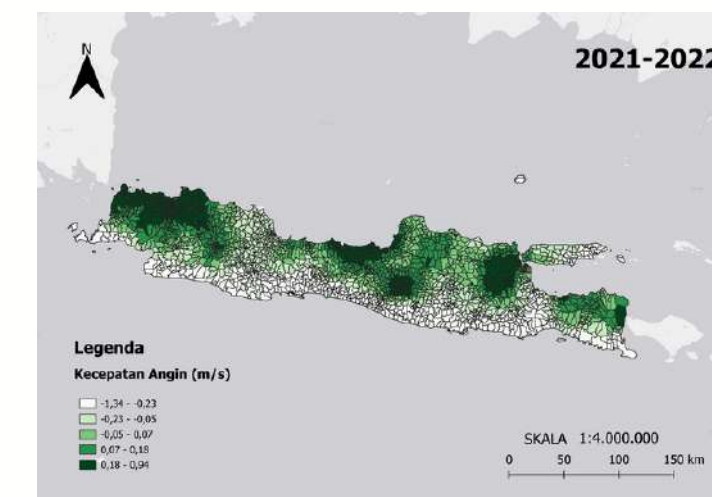 N
2021-2022
Legenda
Kecepatan Angin (m/s)
-1,34 - -0,23
-0,23 - -0,05
-0,05 - 0,07
0,07 - 0,18
0,18 - 0,94
SKALA 1:4.000.000
0 50 100 150 km